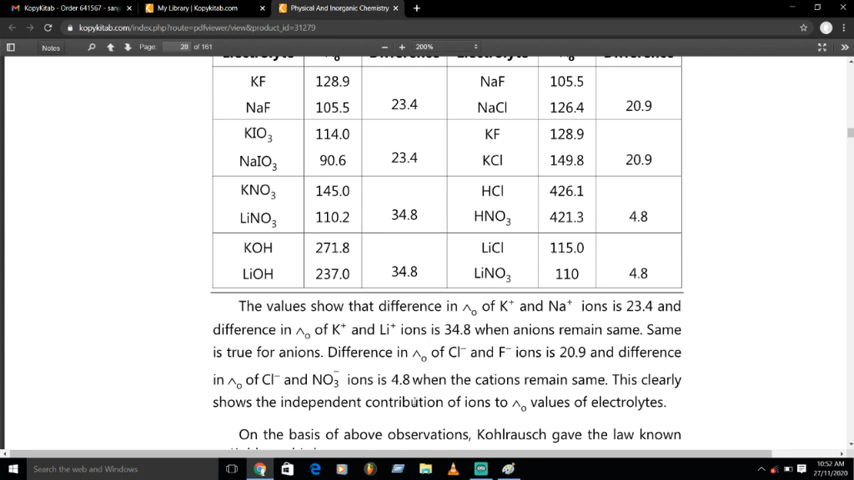 KopyKitab - Order 641567 - sanj
My Library | Kopykitab.com
Physical And Inorganic Chemistry
kopykitab.com/index.php?route=pdfviewer/view&product_id=31279
Notes
Page: 28 of 161
200%
KF 128.9 23.4 NaF 105.5 20.9
NaF 105.5 NaCl 126.4
KIO₃ 114.0 23.4 KF 128.9 20.9
NaIO₃ 90.6 KCl 149.8
KNO₃ 145.0 34.8 HCl 426.1 4.8
LiNO₃ 110.2 HNO₃ 421.3
KOH 271.8 34.8 LiCl 115.0 4.8
LiOH 237.0 LiNO₃ 110
The values show that difference in ∧₀ of K⁺ and Na⁺ ions is 23.4 and
difference in ∧₀ of K⁺ and Li⁺ ions is 34.8 when anions remain same. Same
is true for anions. Difference in ∧₀ of Cl⁻ and F⁻ ions is 20.9 and difference
in ∧₀ of Cl⁻ and NO₃⁻ ions is 4.8 when the cations remain same. This clearly
shows the independent contribution of ions to ∧₀ values of electrolytes.
On the basis of above observations, Kohlrausch gave the law known
Search the web and Windows
10:52 AM
27/11/2020